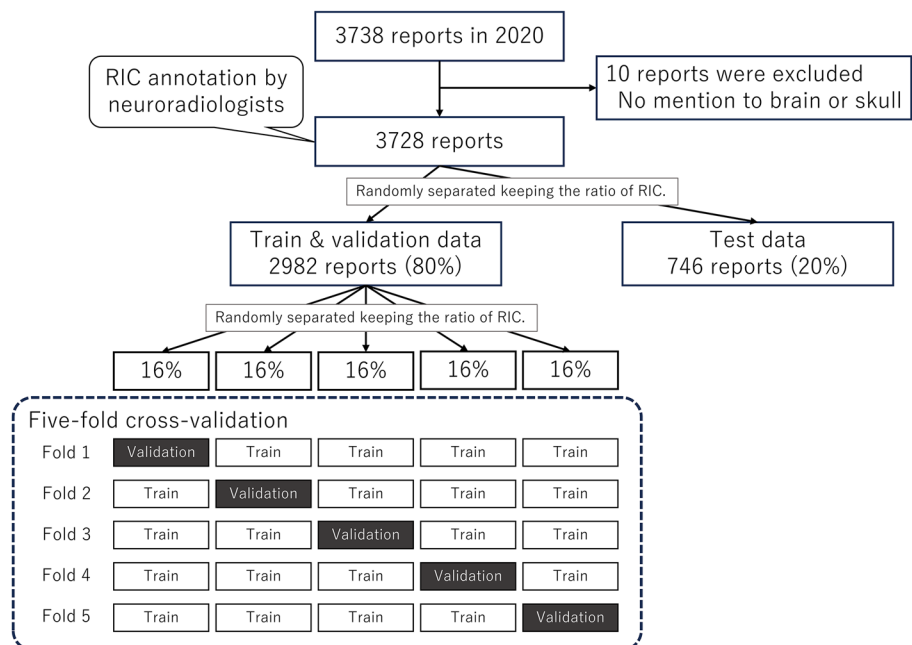 3738 reports in 2020
RIC annotation by
neuroradiologists
10 reports were excluded
No mention to brain or skull
3728 reports
Randomly separated keeping the ratio of RIC.
Train & validation data
2982 reports (80%)
Test data
746 reports (20%)
Randomly separated keeping the ratio of RIC.
16% 16% 16% 16% 16%
Five-fold cross-validation
Fold 1 Validation Train Train Train Train
Fold 2 Train Validation Train Train Train
Fold 3 Train Train Validation Train Train
Fold 4 Train Train Train Validation Train
Fold 5 Train Train Train Train Validation